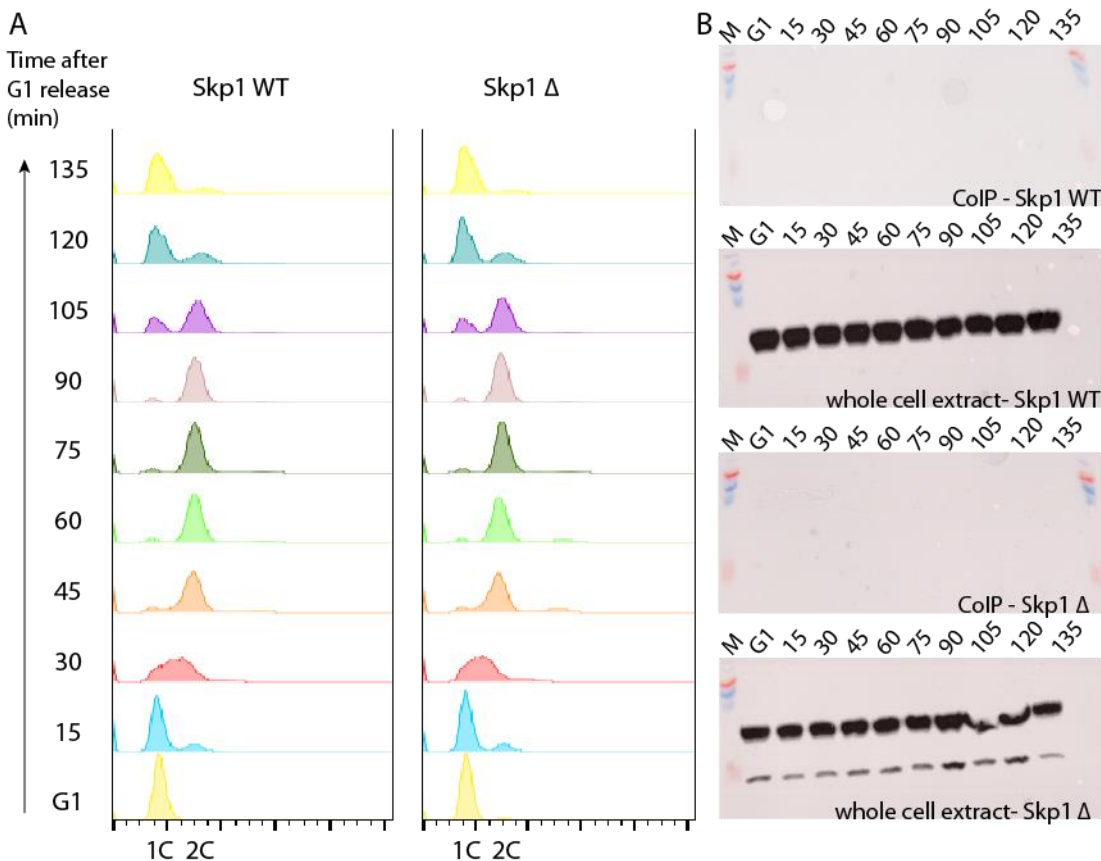 A
Time after
G1 release
(min)
Skp1 WT
Skp1 Δ
135
120
105
90
75
60
45
30
15
G1
1C 2C
1C 2C
B
M G1 15 30 45 60 75 90 105 120 135
CoIP - Skp1 WT
M G1 15 30 45 60 75 90 105 120 135
whole cell extract- Skp1 WT
M G1 15 30 45 60 75 90 105 120 135
CoIP - Skp1 Δ
M G1 15 30 45 60 75 90 105 120 135
whole cell extract- Skp1 Δ